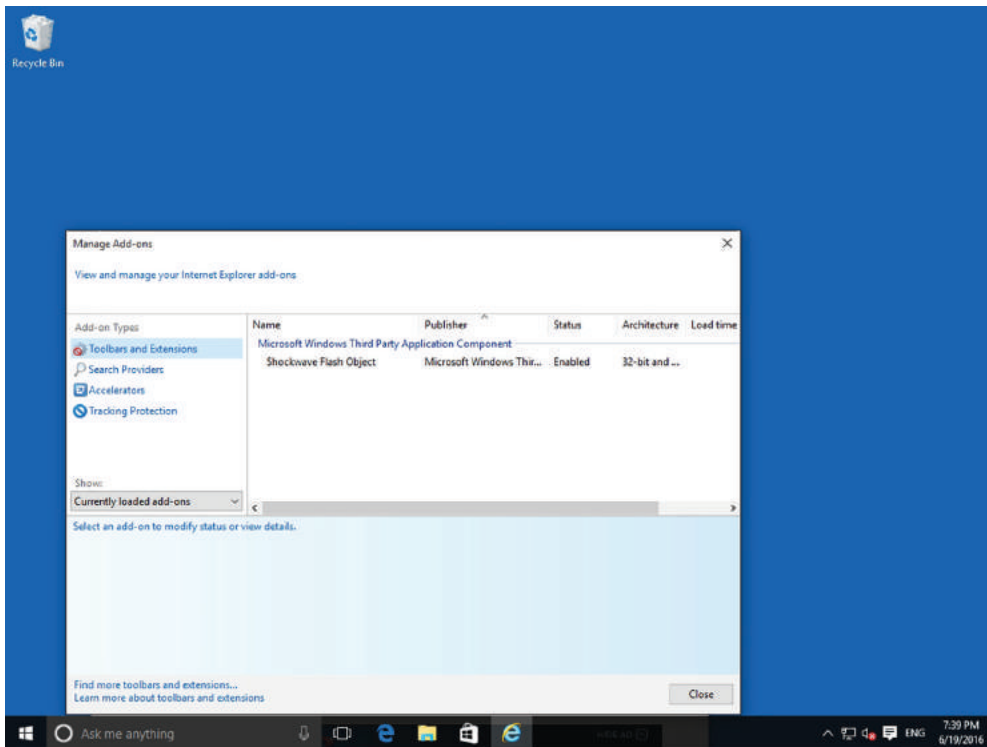 Recycle Bin
Manage Add-ons
View and manage your Internet Explorer add-ons
Add-on Types
Toolbars and Extensions
Search Providers
Accelerators
Tracking Protection
Show:
Currently loaded add-ons
Name Publisher Status Architecture Load time
Microsoft Windows Third Party Application Component
Shockwave Flash Object Microsoft Windows Thir... Enabled 32-bit and ...
Select an add-on to modify status or view details.
Find more toolbars and extensions...
Learn more about toolbars and extensions
Close
Ask me anything
ENG
7:39 PM
6/19/2016